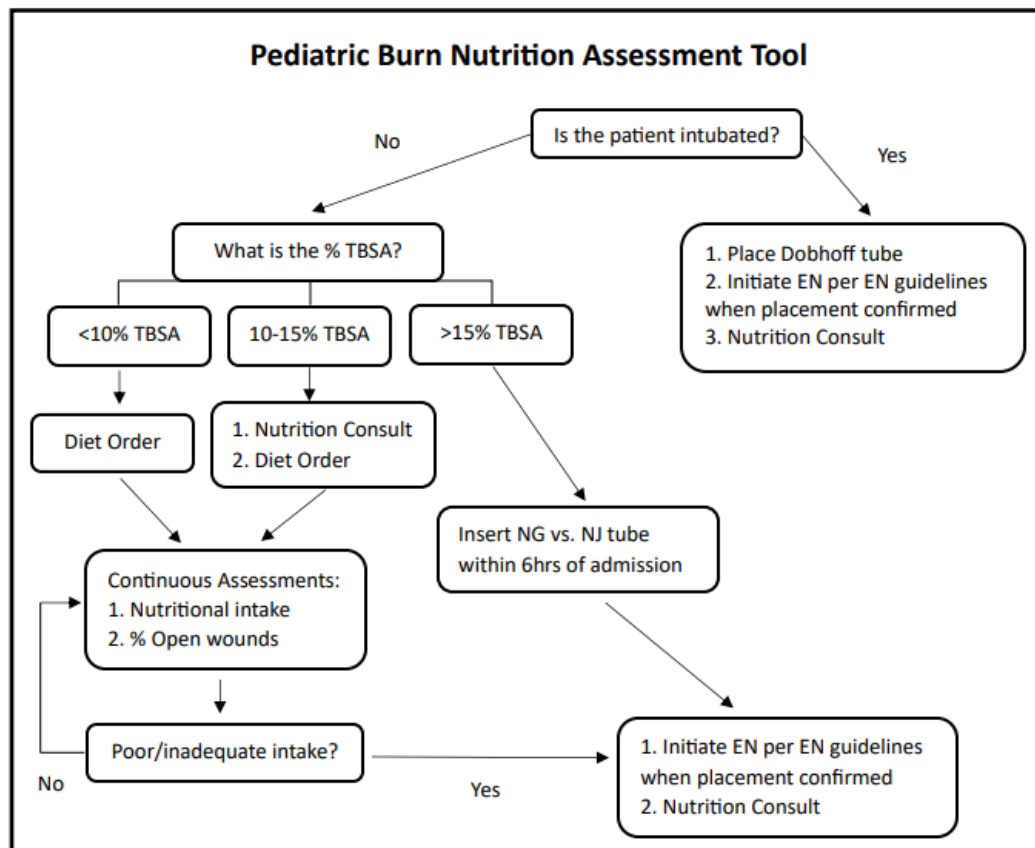 Pediatric Burn Nutrition Assessment Tool
Is the patient intubated?
No
Yes
What is the % TBSA?
1. Place Dobhoff tube
2. Initiate EN per EN guidelines
when placement confirmed
3. Nutrition Consult
<10% TBSA
10-15% TBSA
>15% TBSA
Diet Order
1. Nutrition Consult
2. Diet Order
Insert NG vs. NJ tube
within 6hrs of admission
Continuous Assessments:
1. Nutritional intake
2. % Open wounds
Poor/inadequate intake?
No
Yes
1. Initiate EN per EN guidelines
when placement confirmed
2. Nutrition Consult